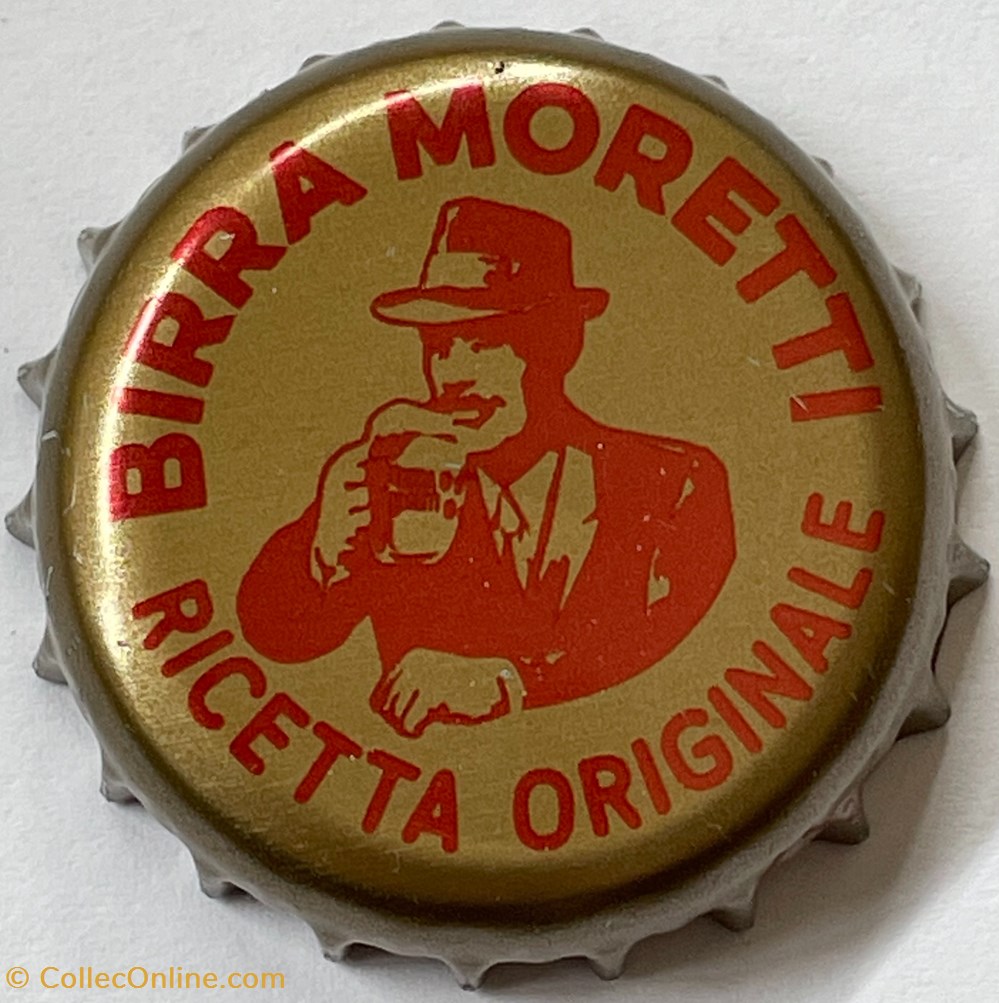 BIRRA MORETTI
RICETTA ORIGINALE
© CollecOnline.com